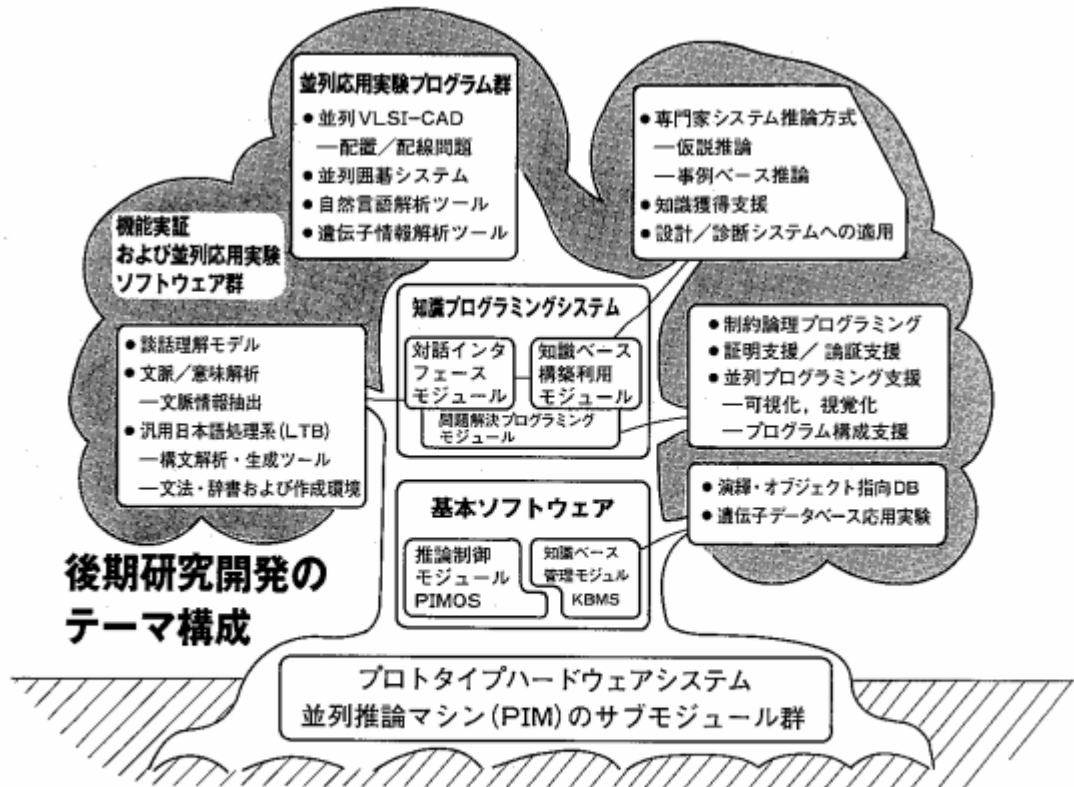 並列応用実験プログラム群
● 並列VLSI-CAD
―配置／配線問題
● 並列囲碁システム
● 自然言語解析ツール
● 遺伝子情報解析ツール
● 専門家システム推論方式
―仮説推論
―事例ベース推論
● 知識獲得支援
● 設計／診断システムへの適用
機能実証
および並列応用実験
ソフトウェア群
知識プログラミングシステム
対話インタ
フェース
モジュール
知識ベース
構築利用
モジュール
問題解決プログラミング
モジュール
● 談話理解モデル
● 文脈／意味解析
―文脈情報抽出
● 汎用日本語処理系(LTB)
―構文解析・生成ツール
―文法・辞書および作成環境
● 制約論理プログラミング
● 証明支援／論証支援
● 並列プログラミング支援
―可視化，視覚化
―プログラム構成支援
● 演繹・オブジェクト指向DB
● 遺伝子データベース応用実験
基本ソフトウェア
推論制御
モジュール
PIMOS
知識ベース
管理モジュル
KBMS
後期研究開発の
テーマ構成
プロトタイプハードウェアシステム
並列推論マシン(PIM)のサブモジュール群